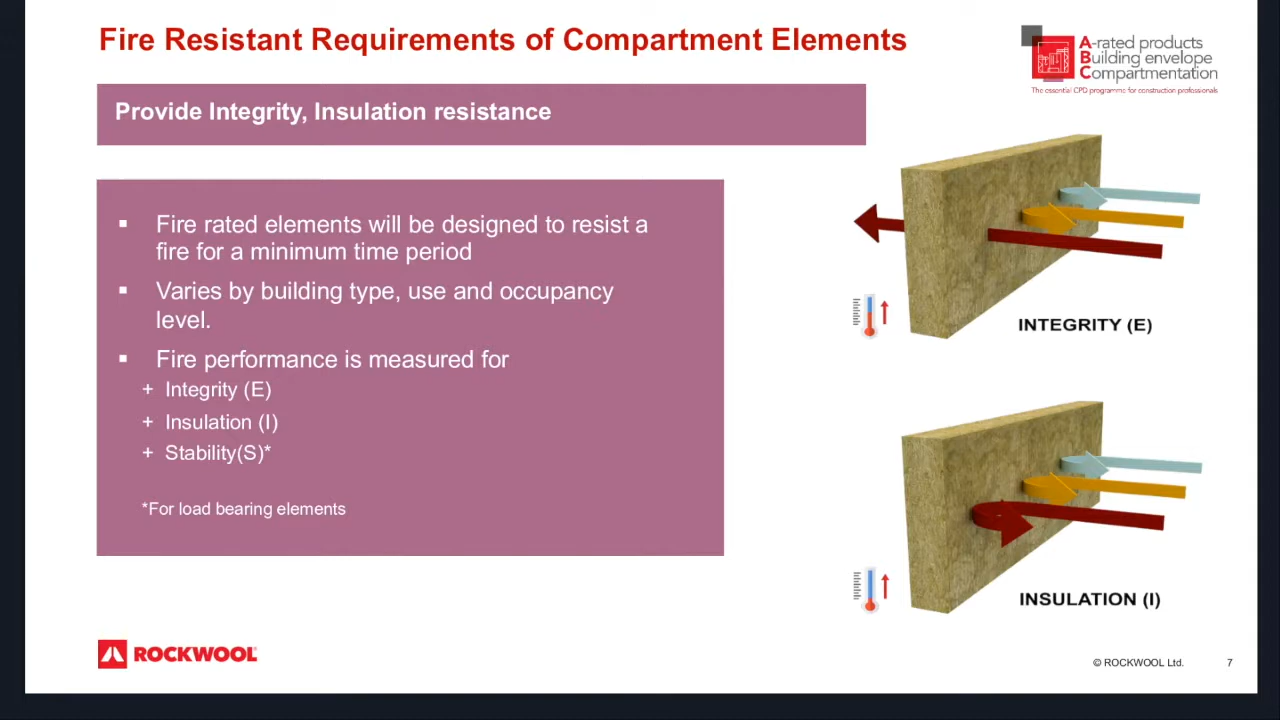 Fire Resistant Requirements of Compartment Elements
A-rated products
Building envelope
Compartmentation
The essential CPD programme for construction professionals
Provide Integrity, Insulation resistance
▪ Fire rated elements will be designed to resist a
fire for a minimum time period
▪ Varies by building type, use and occupancy
level.
▪ Fire performance is measured for
+ Integrity (E)
+ Insulation (I)
+ Stability(S)*
*For load bearing elements
INTEGRITY (E)
INSULATION (I)
ROCKWOOL
© ROCKWOOL Ltd.
7